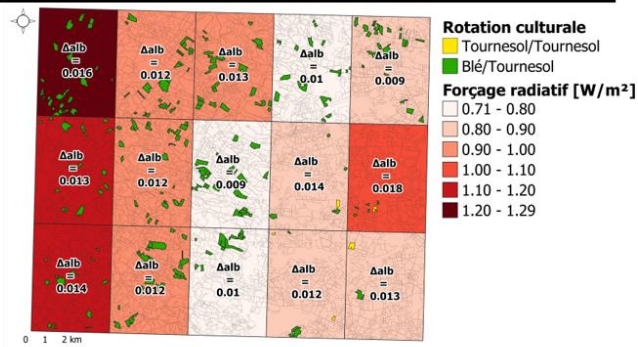 Δalb
=
0.016
Δalb
=
0.012
Δalb
=
0.013
Δalb
=
0.01
Δalb
=
0.009
Δalb
=
0.013
Δalb
=
0.012
Δalb
=
0.009
Δalb
=
0.014
Δalb
=
0.018
Δalb
=
0.014
Δalb
=
0.012
Δalb
=
0.01
Δalb
=
0.012
Δalb
=
0.013
0 1 2 km
Rotation culturale
Tournesol/Tournesol
Blé/Tournesol
Forçage radiatif [W/m²]
0.71 - 0.80
0.80 - 0.90
0.90 - 1.00
1.00 - 1.10
1.10 - 1.20
1.20 - 1.29